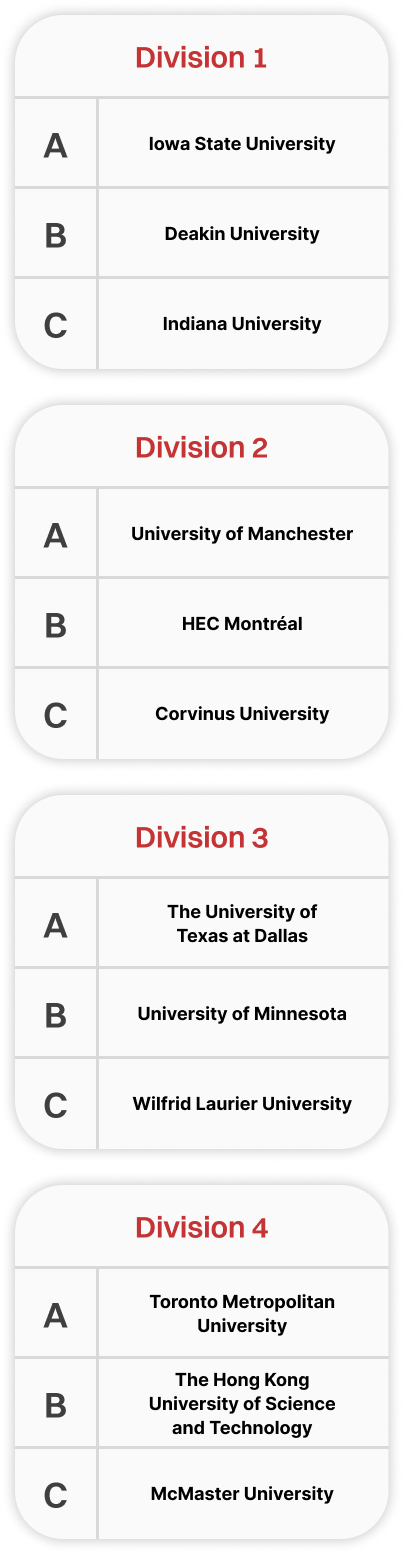 Division 1
A
Iowa State University
B
Deakin University
C
Indiana University
Division 2
A
University of Manchester
B
HEC Montréal
C
Corvinus University
Division 3
A
The University of
Texas at Dallas
B
University of Minnesota
C
Wilfrid Laurier University
Division 4
A
Toronto Metropolitan
University
B
The Hong Kong
University of Science
and Technology
C
McMaster University